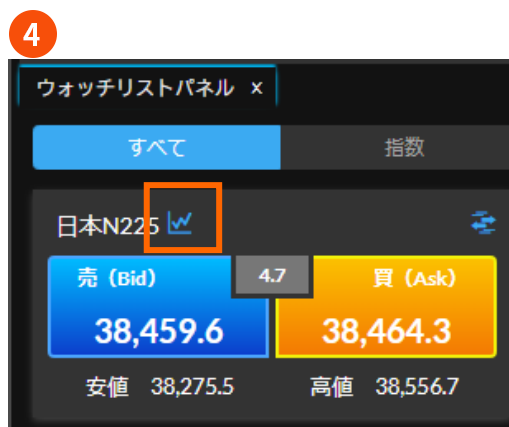 4
ウォッチリストパネル x
すべて 指数
日本N225
売（Bid） 4.7 買（Ask）
38,459.6 38,464.3
安値 38,275.5 高値 38,556.7